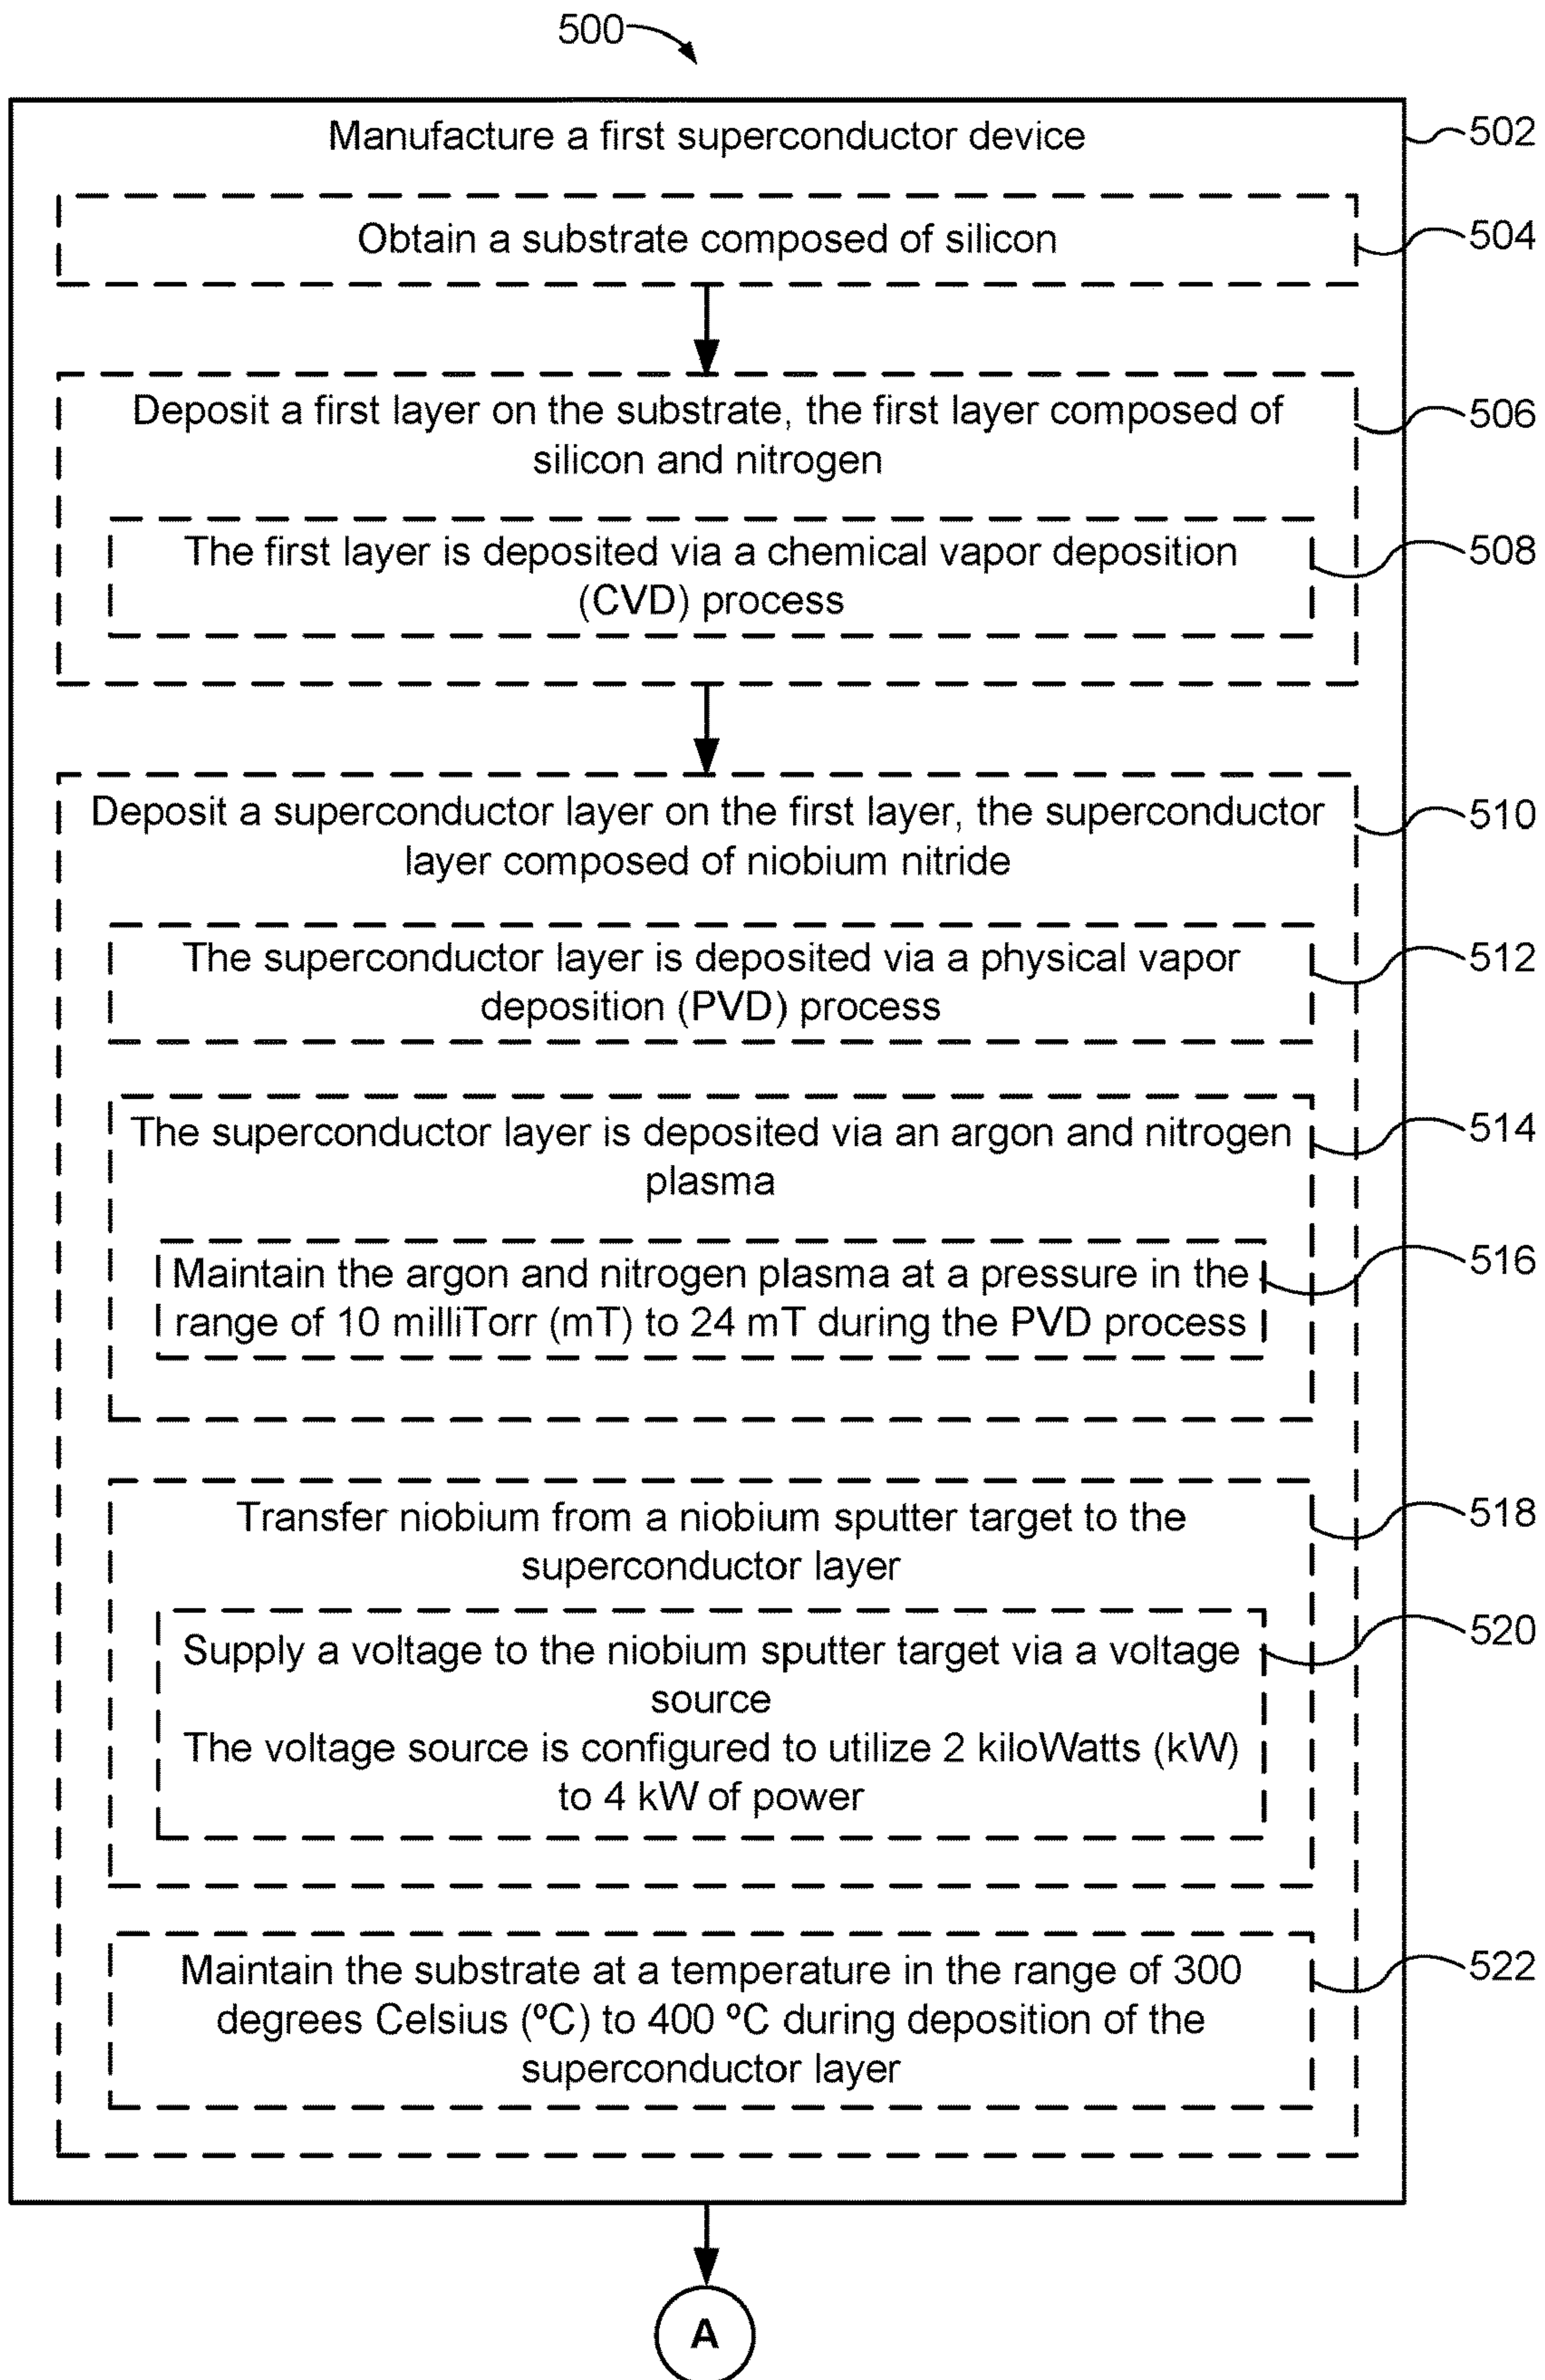 500
Manufacture a first superconductor device
502
Obtain a substrate composed of silicon
504
Deposit a first layer on the substrate, the first layer composed of
silicon and nitrogen
506
The first layer is deposited via a chemical vapor deposition
(CVD) process
508
Deposit a superconductor layer on the first layer, the superconductor
layer composed of niobium nitride
510
The superconductor layer is deposited via a physical vapor
deposition (PVD) process
512
The superconductor layer is deposited via an argon and nitrogen
plasma
514
Maintain the argon and nitrogen plasma at a pressure in the
range of 10 milliTorr (mT) to 24 mT during the PVD process
516
Transfer niobium from a niobium sputter target to the
superconductor layer
518
Supply a voltage to the niobium sputter target via a voltage
source
The voltage source is configured to utilize 2 kiloWatts (kW)
to 4 kW of power
520
Maintain the substrate at a temperature in the range of 300
degrees Celsius (ºC) to 400 ºC during deposition of the
superconductor layer
522
A